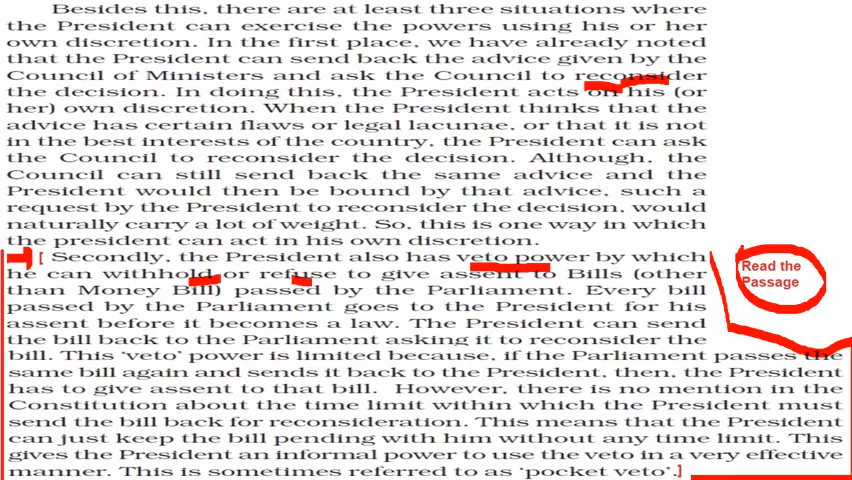 Besides this, there are at least three situations where
the President can exercise the powers using his or her
own discretion. In the first place, we have already noted
that the President can send back the advice given by the
Council of Ministers and ask the Council to reconsider
the decision. In doing this, the President acts on his (or
her) own discretion. When the President thinks that the
advice has certain flaws or legal lacunae, or that it is not
in the best interests of the country, the President can ask
the Council to reconsider the decision. Although, the
Council can still send back the same advice and the
President would then be bound by that advice, such a
request by the President to reconsider the decision, would
naturally carry a lot of weight. So, this is one way in which
the president can act in his own discretion.
[ Secondly, the President also has veto power by which
he can withhold or refuse to give assent to Bills (other
than Money Bill) passed by the Parliament. Every bill
passed by the Parliament goes to the President for his
assent before it becomes a law. The President can send
the bill back to the Parliament asking it to reconsider the
bill. This ‘veto’ power is limited because, if the Parliament passes the
same bill again and sends it back to the President, then, the President
has to give assent to that bill. However, there is no mention in the
Constitution about the time limit within which the President must
send the bill back for reconsideration. This means that the President
can just keep the bill pending with him without any time limit. This
gives the President an informal power to use the veto in a very effective
manner. This is sometimes referred to as ‘pocket veto’.]
Read the
Passage